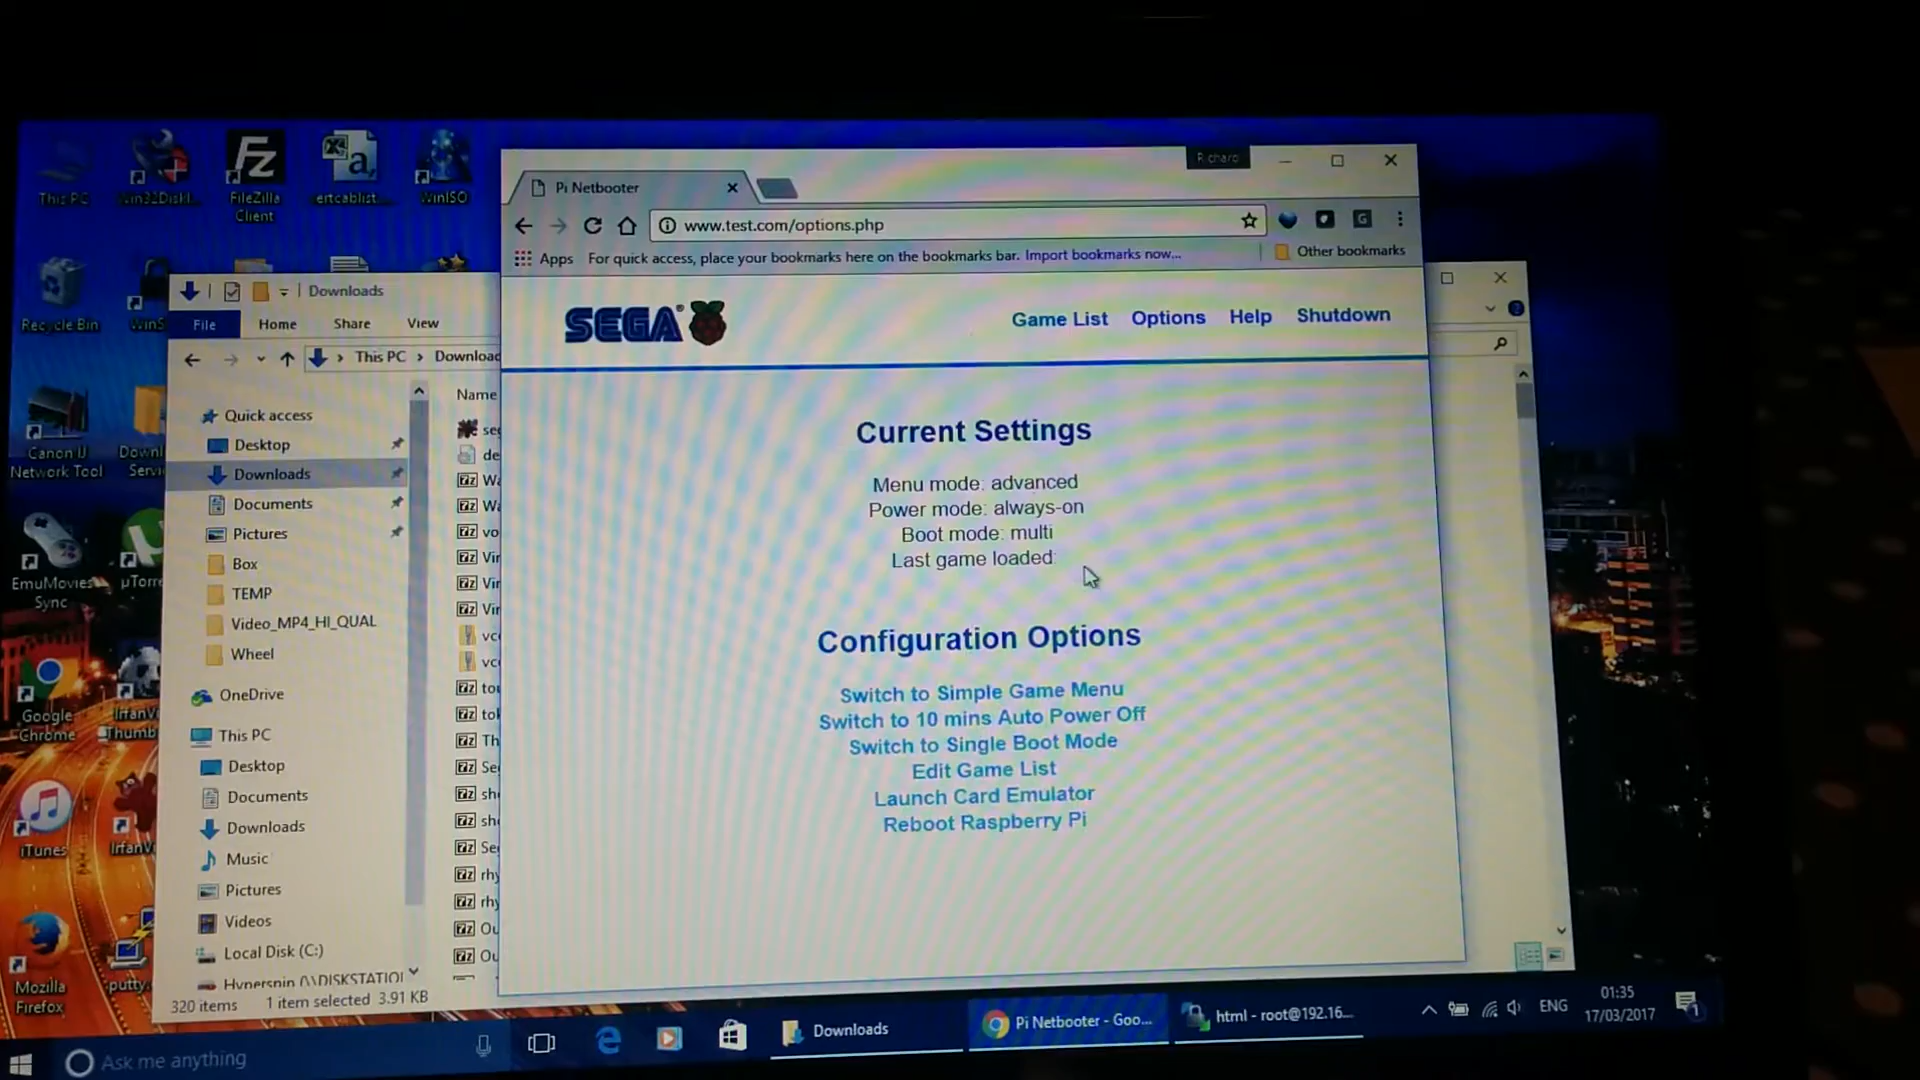 This PC
FileZilla
Client
ertcablist...
WinISO
Recycle Bin
Canon IJ
Network Tool
EmuMovies
Sync
µTorre
Google
Chrome
iTunes
Mozilla
Firefox
putty.
Downloads
File
Home
Share
View
This PC
Name
Quick access
Desktop
Downloads
Documents
Pictures
Box
TEMP
Video_MP4_HI_QUAL
Wheel
OneDrive
This PC
Desktop
Documents
Downloads
Music
Pictures
Videos
Local Disk (C:)
320 items
1 item selected 3.91 KB
Pi Netbooter
www.test.com/options.php
Apps
For quick access, place your bookmarks here on the bookmarks bar. Import bookmarks now...
Other bookmarks
SEGA®
Game List
Options
Help
Shutdown
Current Settings
Menu mode: advanced
Power mode: always-on
Boot mode: multi
Last game loaded:
Configuration Options
Switch to Simple Game Menu
Switch to 10 mins Auto Power Off
Switch to Single Boot Mode
Edit Game List
Launch Card Emulator
Reboot Raspberry Pi
Ask me anything
Downloads
Pi Netbooter - Goo...
html - root@192.16...
ENG
01:35
17/03/2017
1